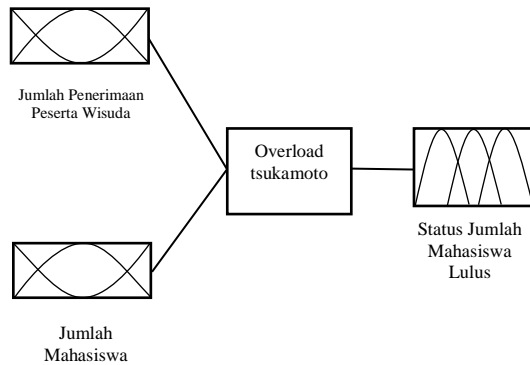 Jumlah Penerimaan
Peserta Wisuda
Overload
tsukamoto
Status Jumlah
Mahasiswa
Lulus
Jumlah
Mahasiswa